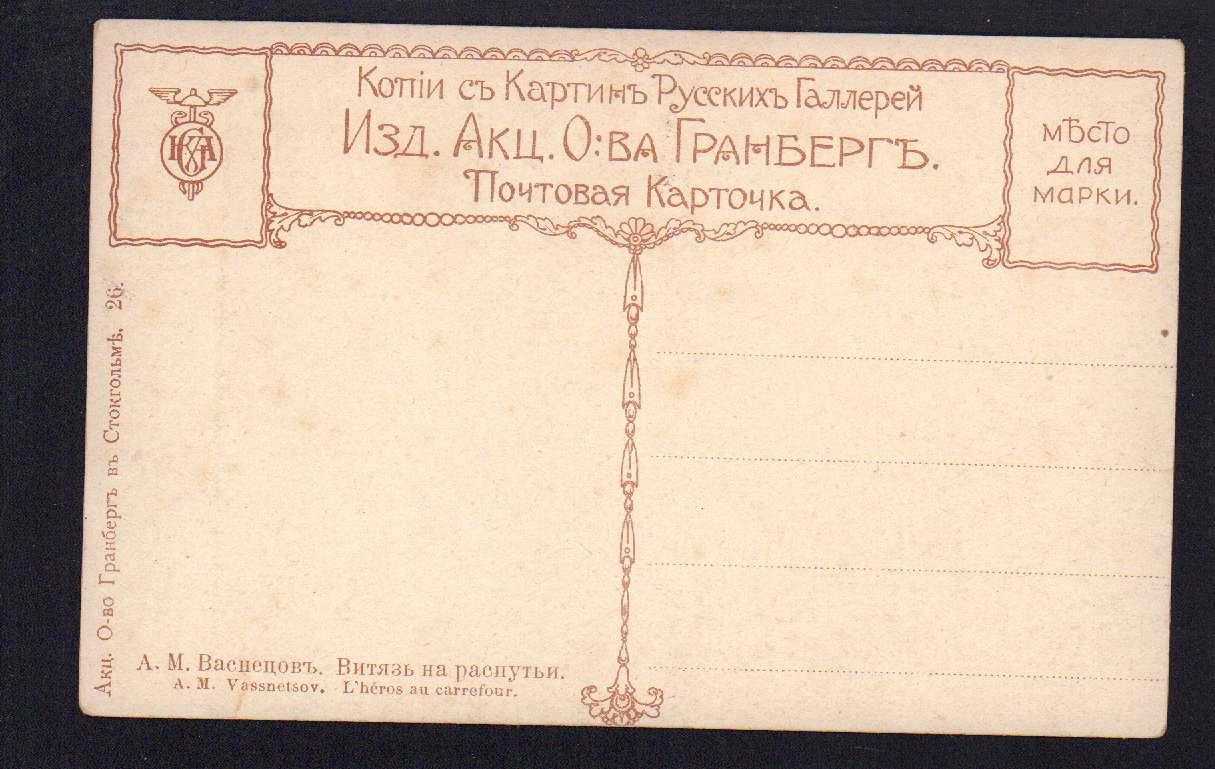 Копіи съ Картинъ Русскихъ Галлерей
Изд. Акц. О:ва Гранбергъ.
Почтовая Карточка.
мѣсто
для
марки.
Акц. О-во Гранбергъ въ Стокгольмѣ. 26.
А. М. Васнецовъ. Витязь на распутьи.
A. M. Vassnetsov. L'héros au carrefour.